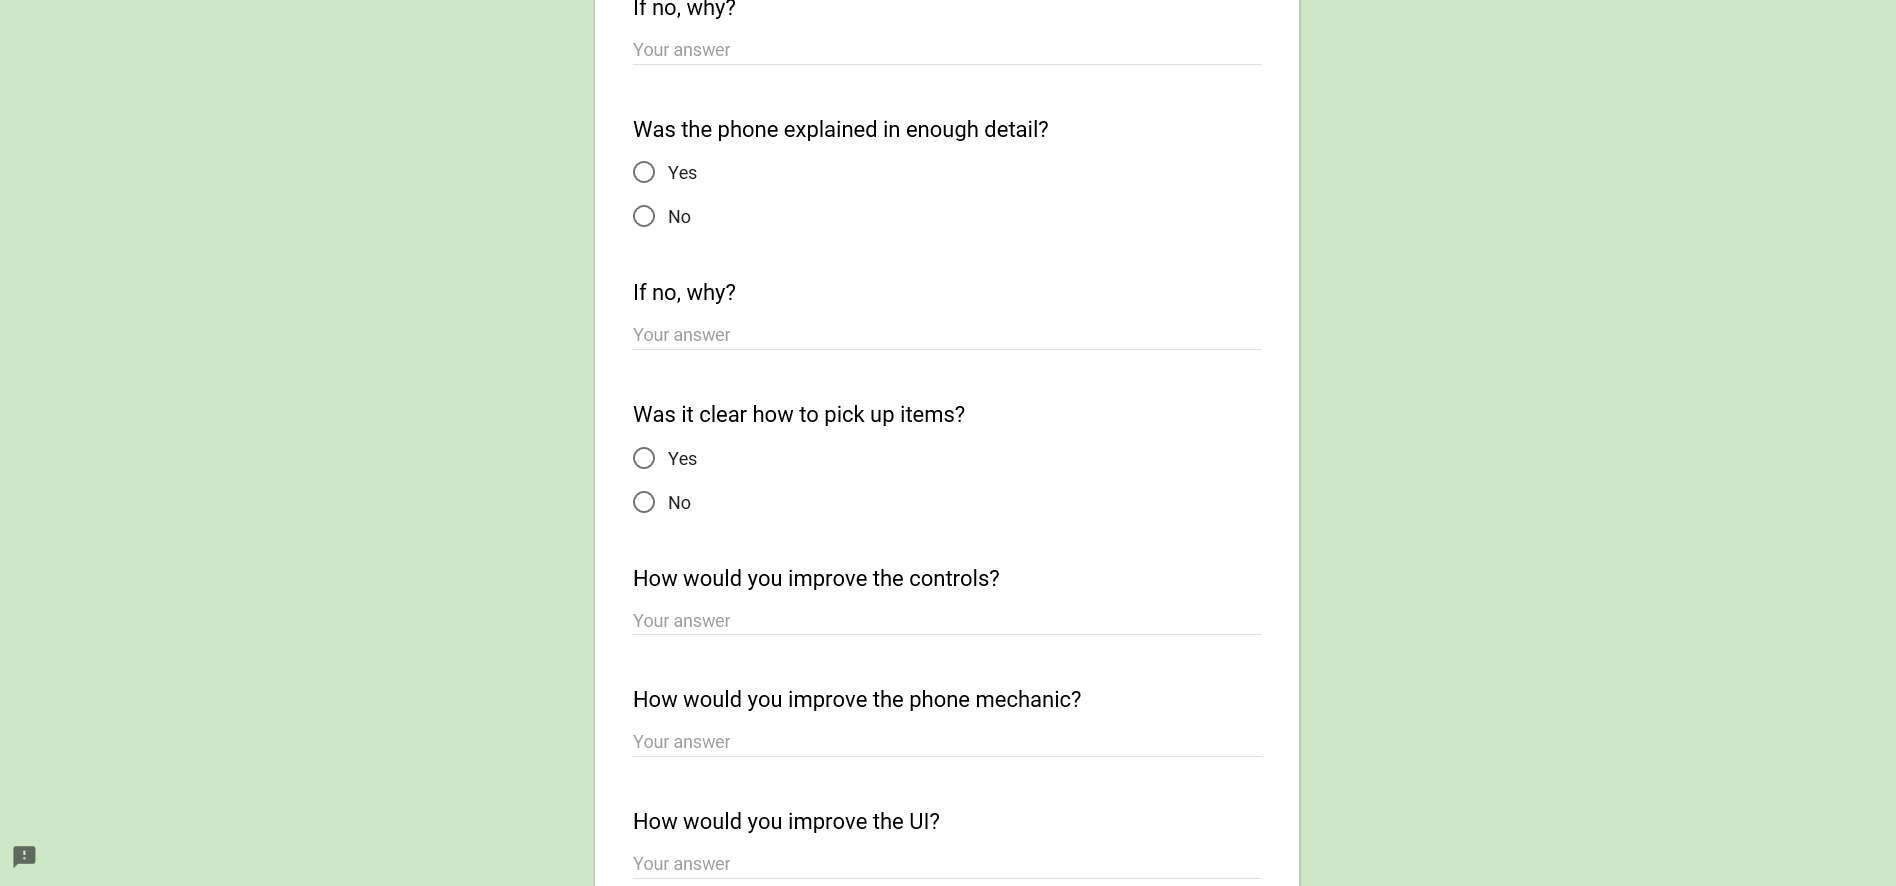 If no, why?
Your answer
Was the phone explained in enough detail?
Yes
No
If no, why?
Your answer
Was it clear how to pick up items?
Yes
No
How would you improve the controls?
Your answer
How would you improve the phone mechanic?
Your answer
How would you improve the UI?
Your answer